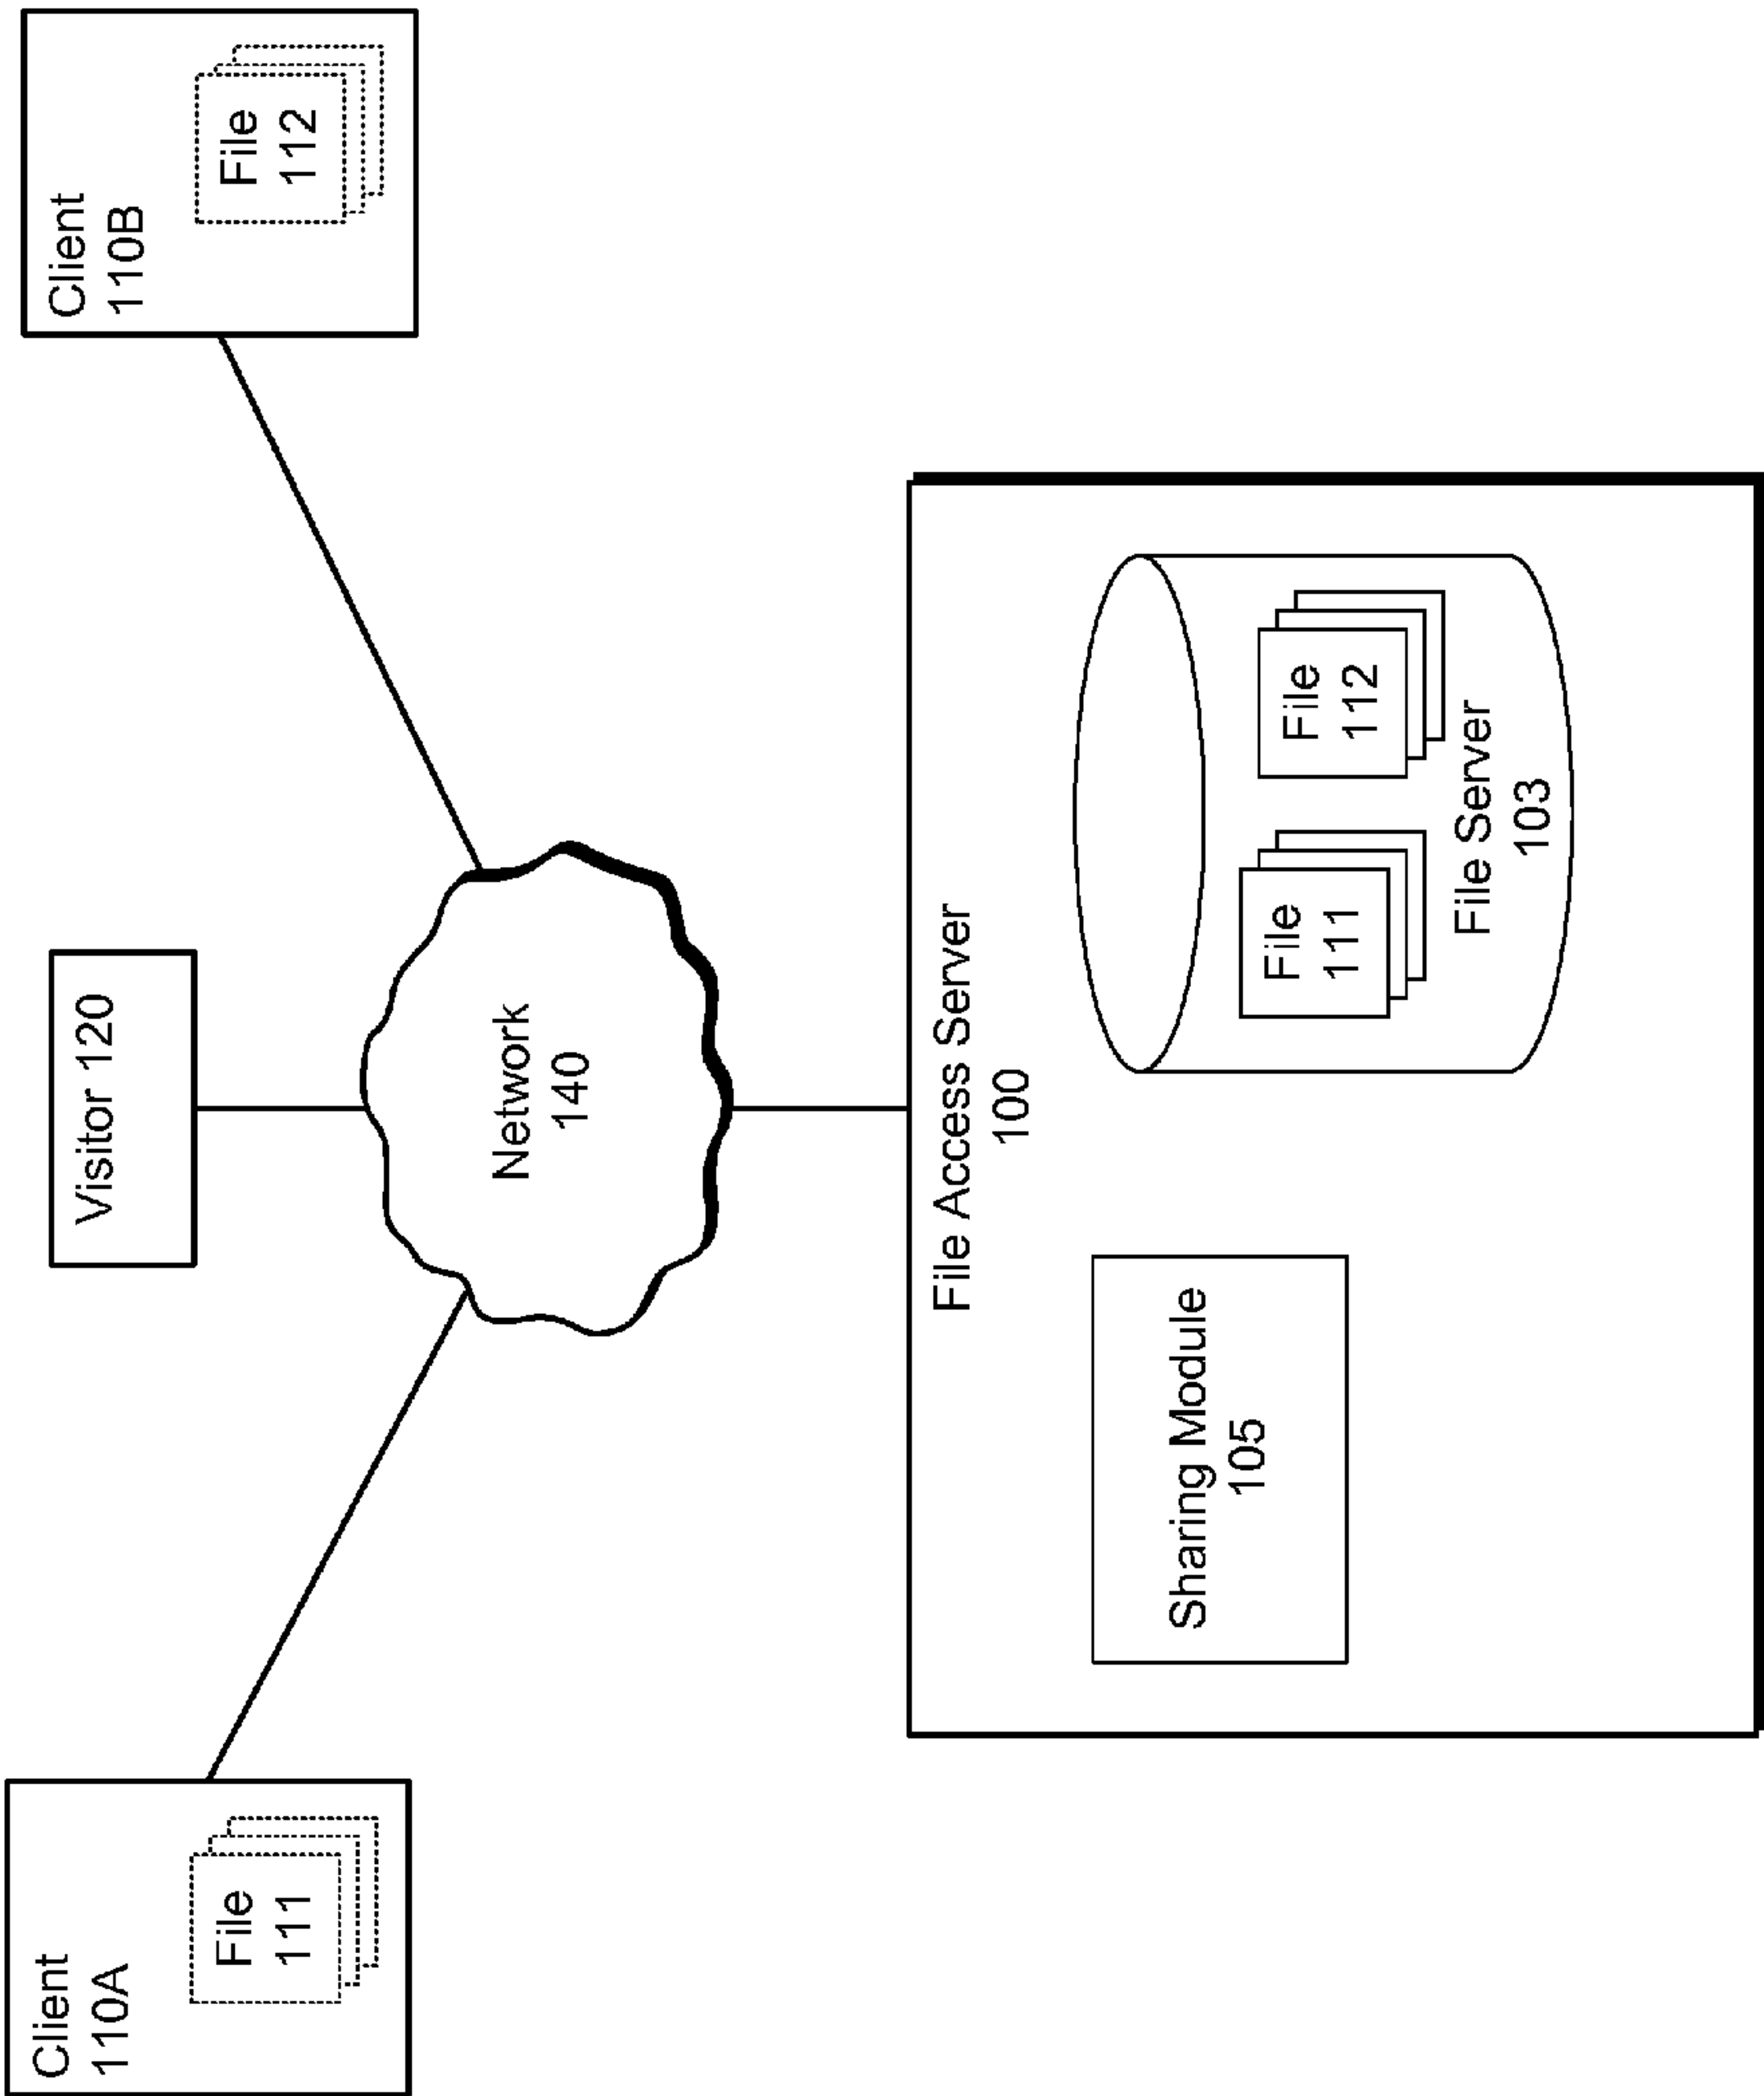 Client
110A
File
111
Visitor 120
Client
110B
File
112
Network
140
File Access Server
100
Sharing Module
105
File
111
File
112
File Server
103